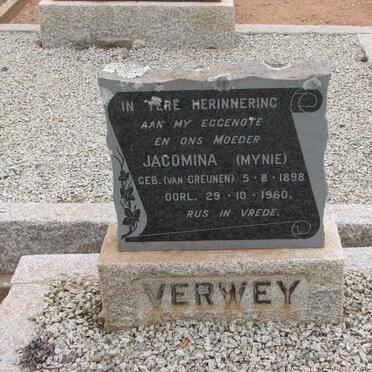 IN TERE HERINNERING
AAN MY EGGENOTE
EN ONS MOEDER
JACOMINA (MYNIE)
GEB. (VAN GREUNEN) 5 - 8 - 1898
OORL. 29 - 10 - 1960.
RUS IN VREDE.
VERWEY